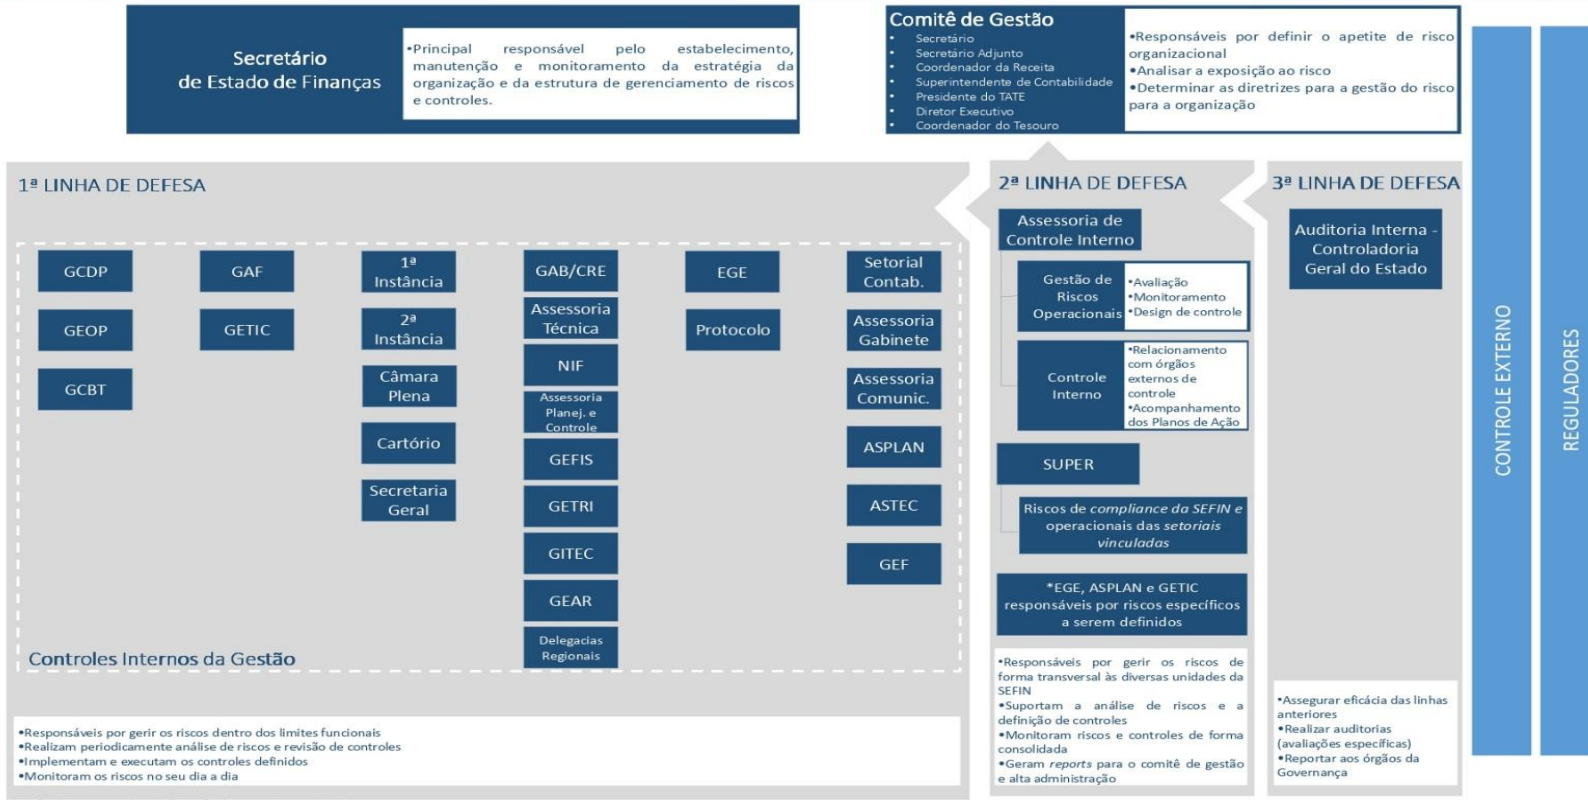 Secretário
de Estado de Finanças
•Principal responsável pelo estabelecimento,
manutenção e monitoramento da estratégia da
organização e da estrutura de gerenciamento de riscos
e controles.
Comitê de Gestão
• Secretário
• Secretário Adjunto
• Coordenador da Receita
• Superintendente de Contabilidade
• Presidente do TATE
• Diretor Executivo
• Coordenador do Tesouro
•Responsáveis por definir o apetite de risco
organizacional
•Analisar a exposição ao risco
•Determinar as diretrizes para a gestão do risco
para a organização
1ª LINHA DE DEFESA
GCDP
GEOP
GCBT
GAF
GETIC
1ª
Instância
2ª
Instância
Câmara
Plena
Cartório
Secretaria
Geral
GAB/CRE
Assessoria
Técnica
NIF
Assessoria
Planej. e
Controle
GEFIS
GETRI
GITEC
GEAR
Delegacias
Regionais
EGE
Protocolo
Setorial
Contab.
Assessoria
Gabinete
Assessoria
Comunic.
ASPLAN
ASTEC
GEF
Controles Internos da Gestão
•Responsáveis por gerir os riscos dentro dos limites funcionais
•Realizam periodicamente análise de riscos e revisão de controles
•Implementam e executam os controles definidos
•Monitoram os riscos no seu dia a dia
2ª LINHA DE DEFESA
Assessoria de
Controle Interno
Gestão de
Riscos
Operacionais
•Avaliação
•Monitoramento
•Design de controle
Controle
Interno
•Relacionamento
com órgãos
externos de
controle
•Acompanhamento
dos Planos de Ação
SUPER
Riscos de compliance da SEFIN e
operacionais das setoriais
vinculadas
*EGE, ASPLAN e GETIC
responsáveis por riscos específicos
a serem definidos
•Responsáveis por gerir os riscos de
forma transversal às diversas unidades da
SEFIN
•Suportam a análise de riscos e a
definição de controles
•Monitoram riscos e controles de forma
consolidada
•Geram reports para o comitê de gestão
e alta administração
3ª LINHA DE DEFESA
Auditoria Interna -
Controladoria
Geral do Estado
•Assegurar eficácia das linhas
anteriores
•Realizar auditorias
(avaliações específicas)
•Reportar aos órgãos da
Governança
CONTROLE EXTERNO
REGULADORES